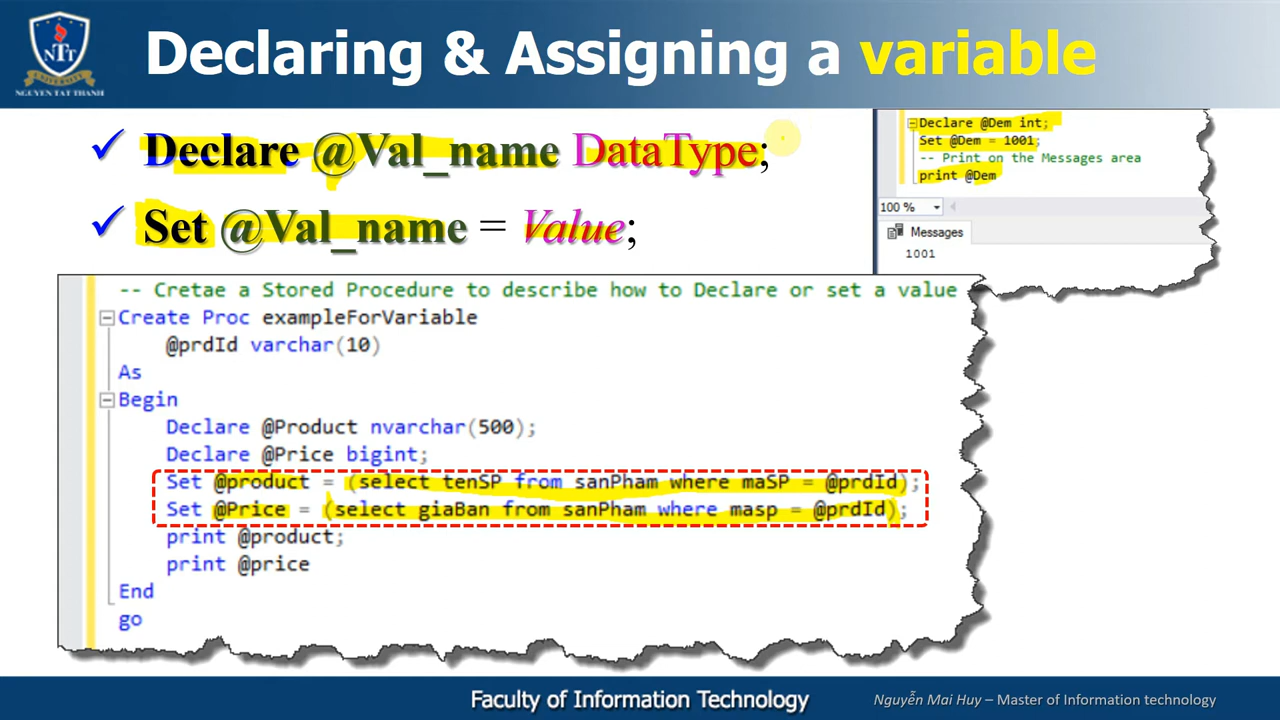 NTT
NGUYEN TAT THANH
Declaring & Assigning a variable
✓ Declare @Val_name DataType;
✓ Set @Val_name = Value;
Declare @Dem int;
Set @Dem = 1001;
-- Print on the Messages area
print @Dem
100 %
Messages
1001
-- Cretae a Stored Procedure to describe how to Declare or set a value
Create Proc exampleForVariable
@prdId varchar(10)
As
Begin
Declare @Product nvarchar(500);
Declare @Price bigint;
Set @product = (select tenSP from sanPham where maSP = @prdId);
Set @Price = (select giaBan from sanPham where masp = @prdId);
print @product;
print @price
End
go
Faculty of Information Technology
Nguyễn Mai Huy – Master of Information technology